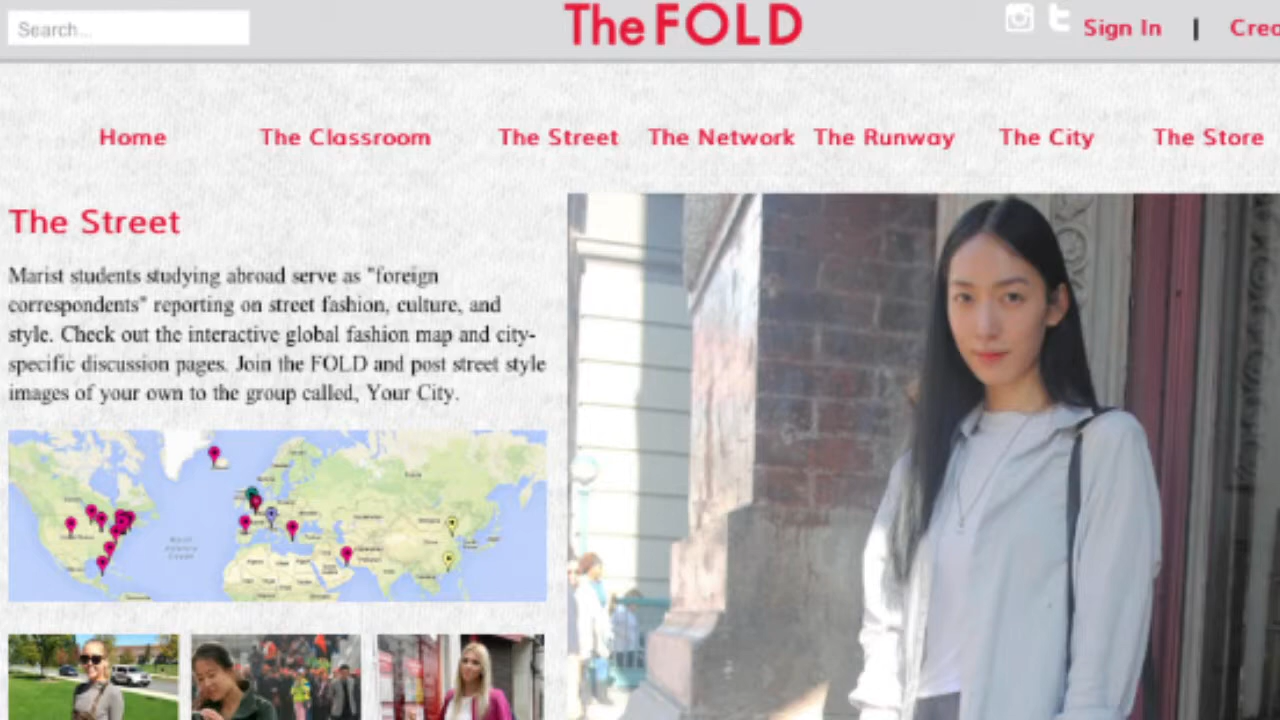 Search...
The FOLD
Sign In | Crea
Home The Classroom The Street The Network The Runway The City The Store
The Street
Marist students studying abroad serve as "foreign
correspondents" reporting on street fashion, culture, and
style. Check out the interactive global fashion map and city-
specific discussion pages. Join the FOLD and post street style
images of your own to the group called, Your City.